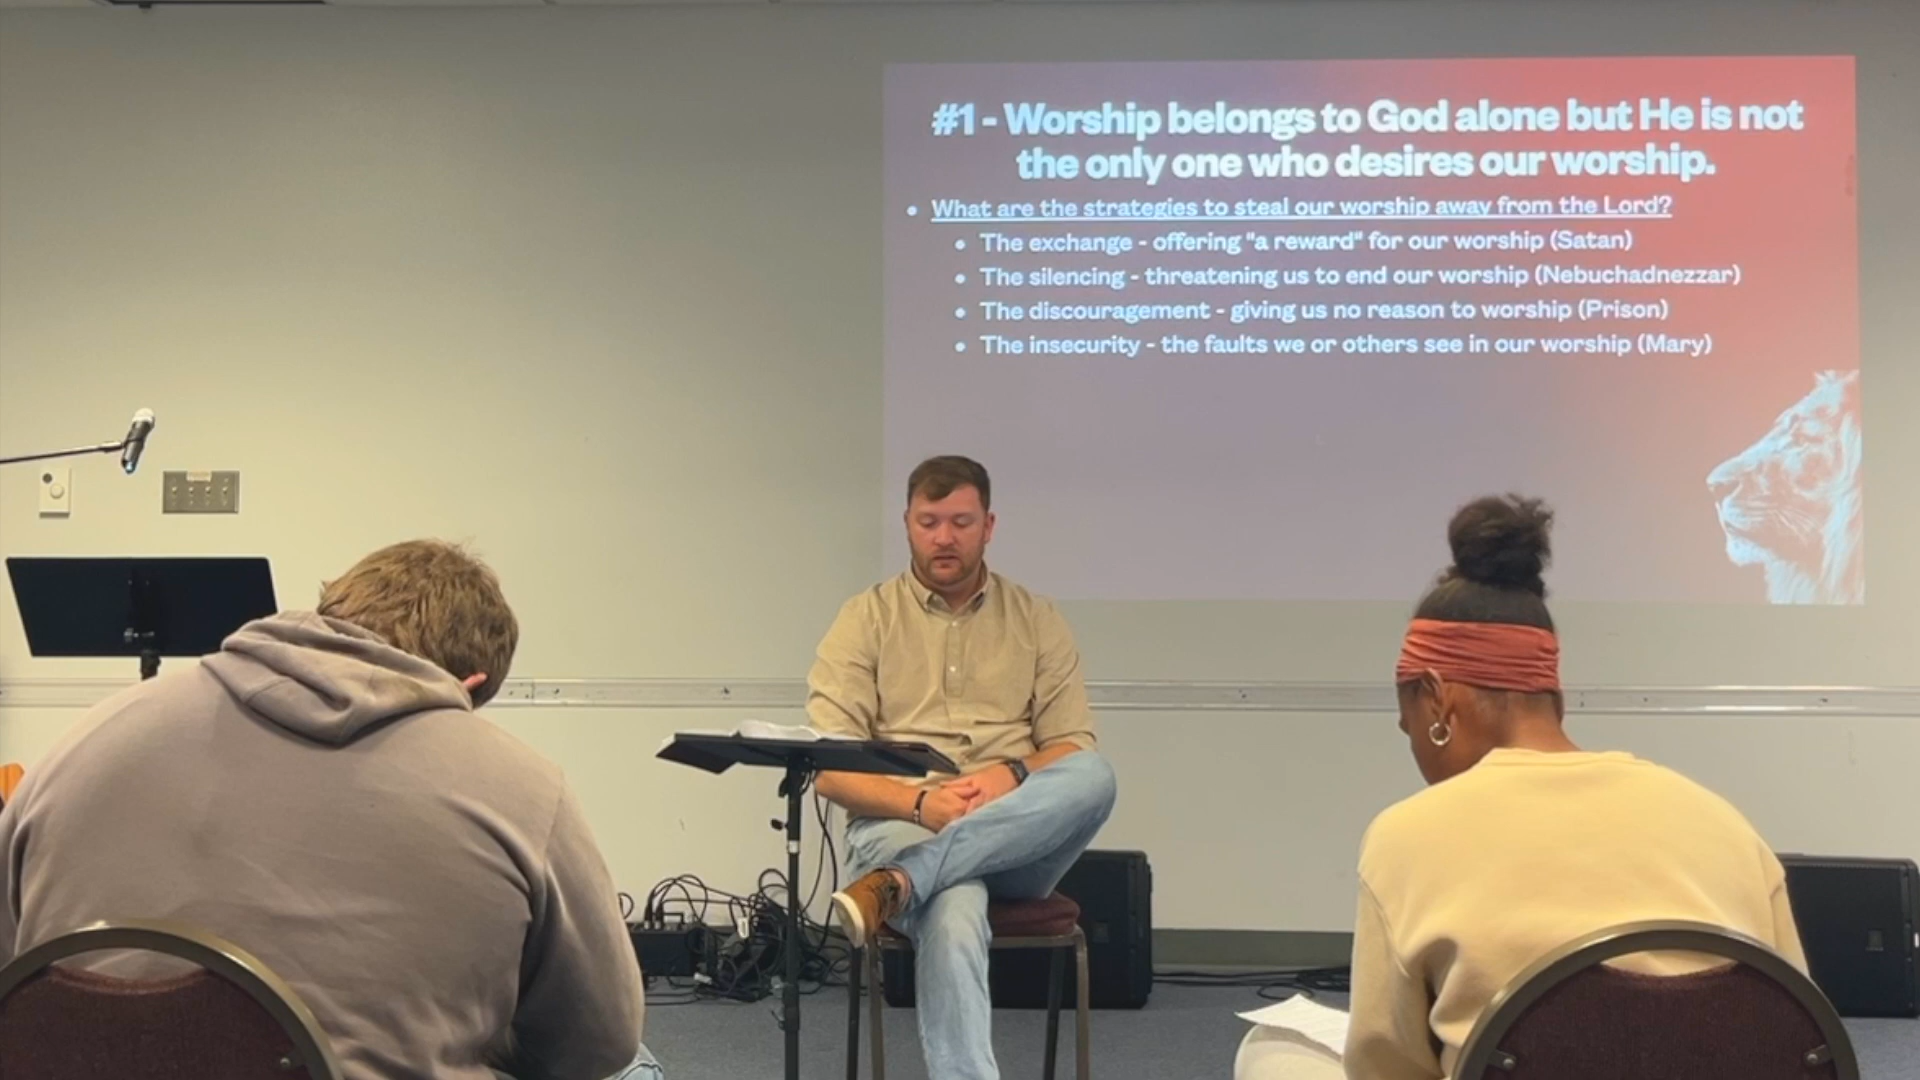 #1 - Worship belongs to God alone but He is not
the only one who desires our worship.
• What are the strategies to steal our worship away from the Lord?
• The exchange - offering "a reward" for our worship (Satan)
• The silencing - threatening us to end our worship (Nebuchadnezzar)
• The discouragement - giving us no reason to worship (Prison)
• The insecurity - the faults we or others see in our worship (Mary)